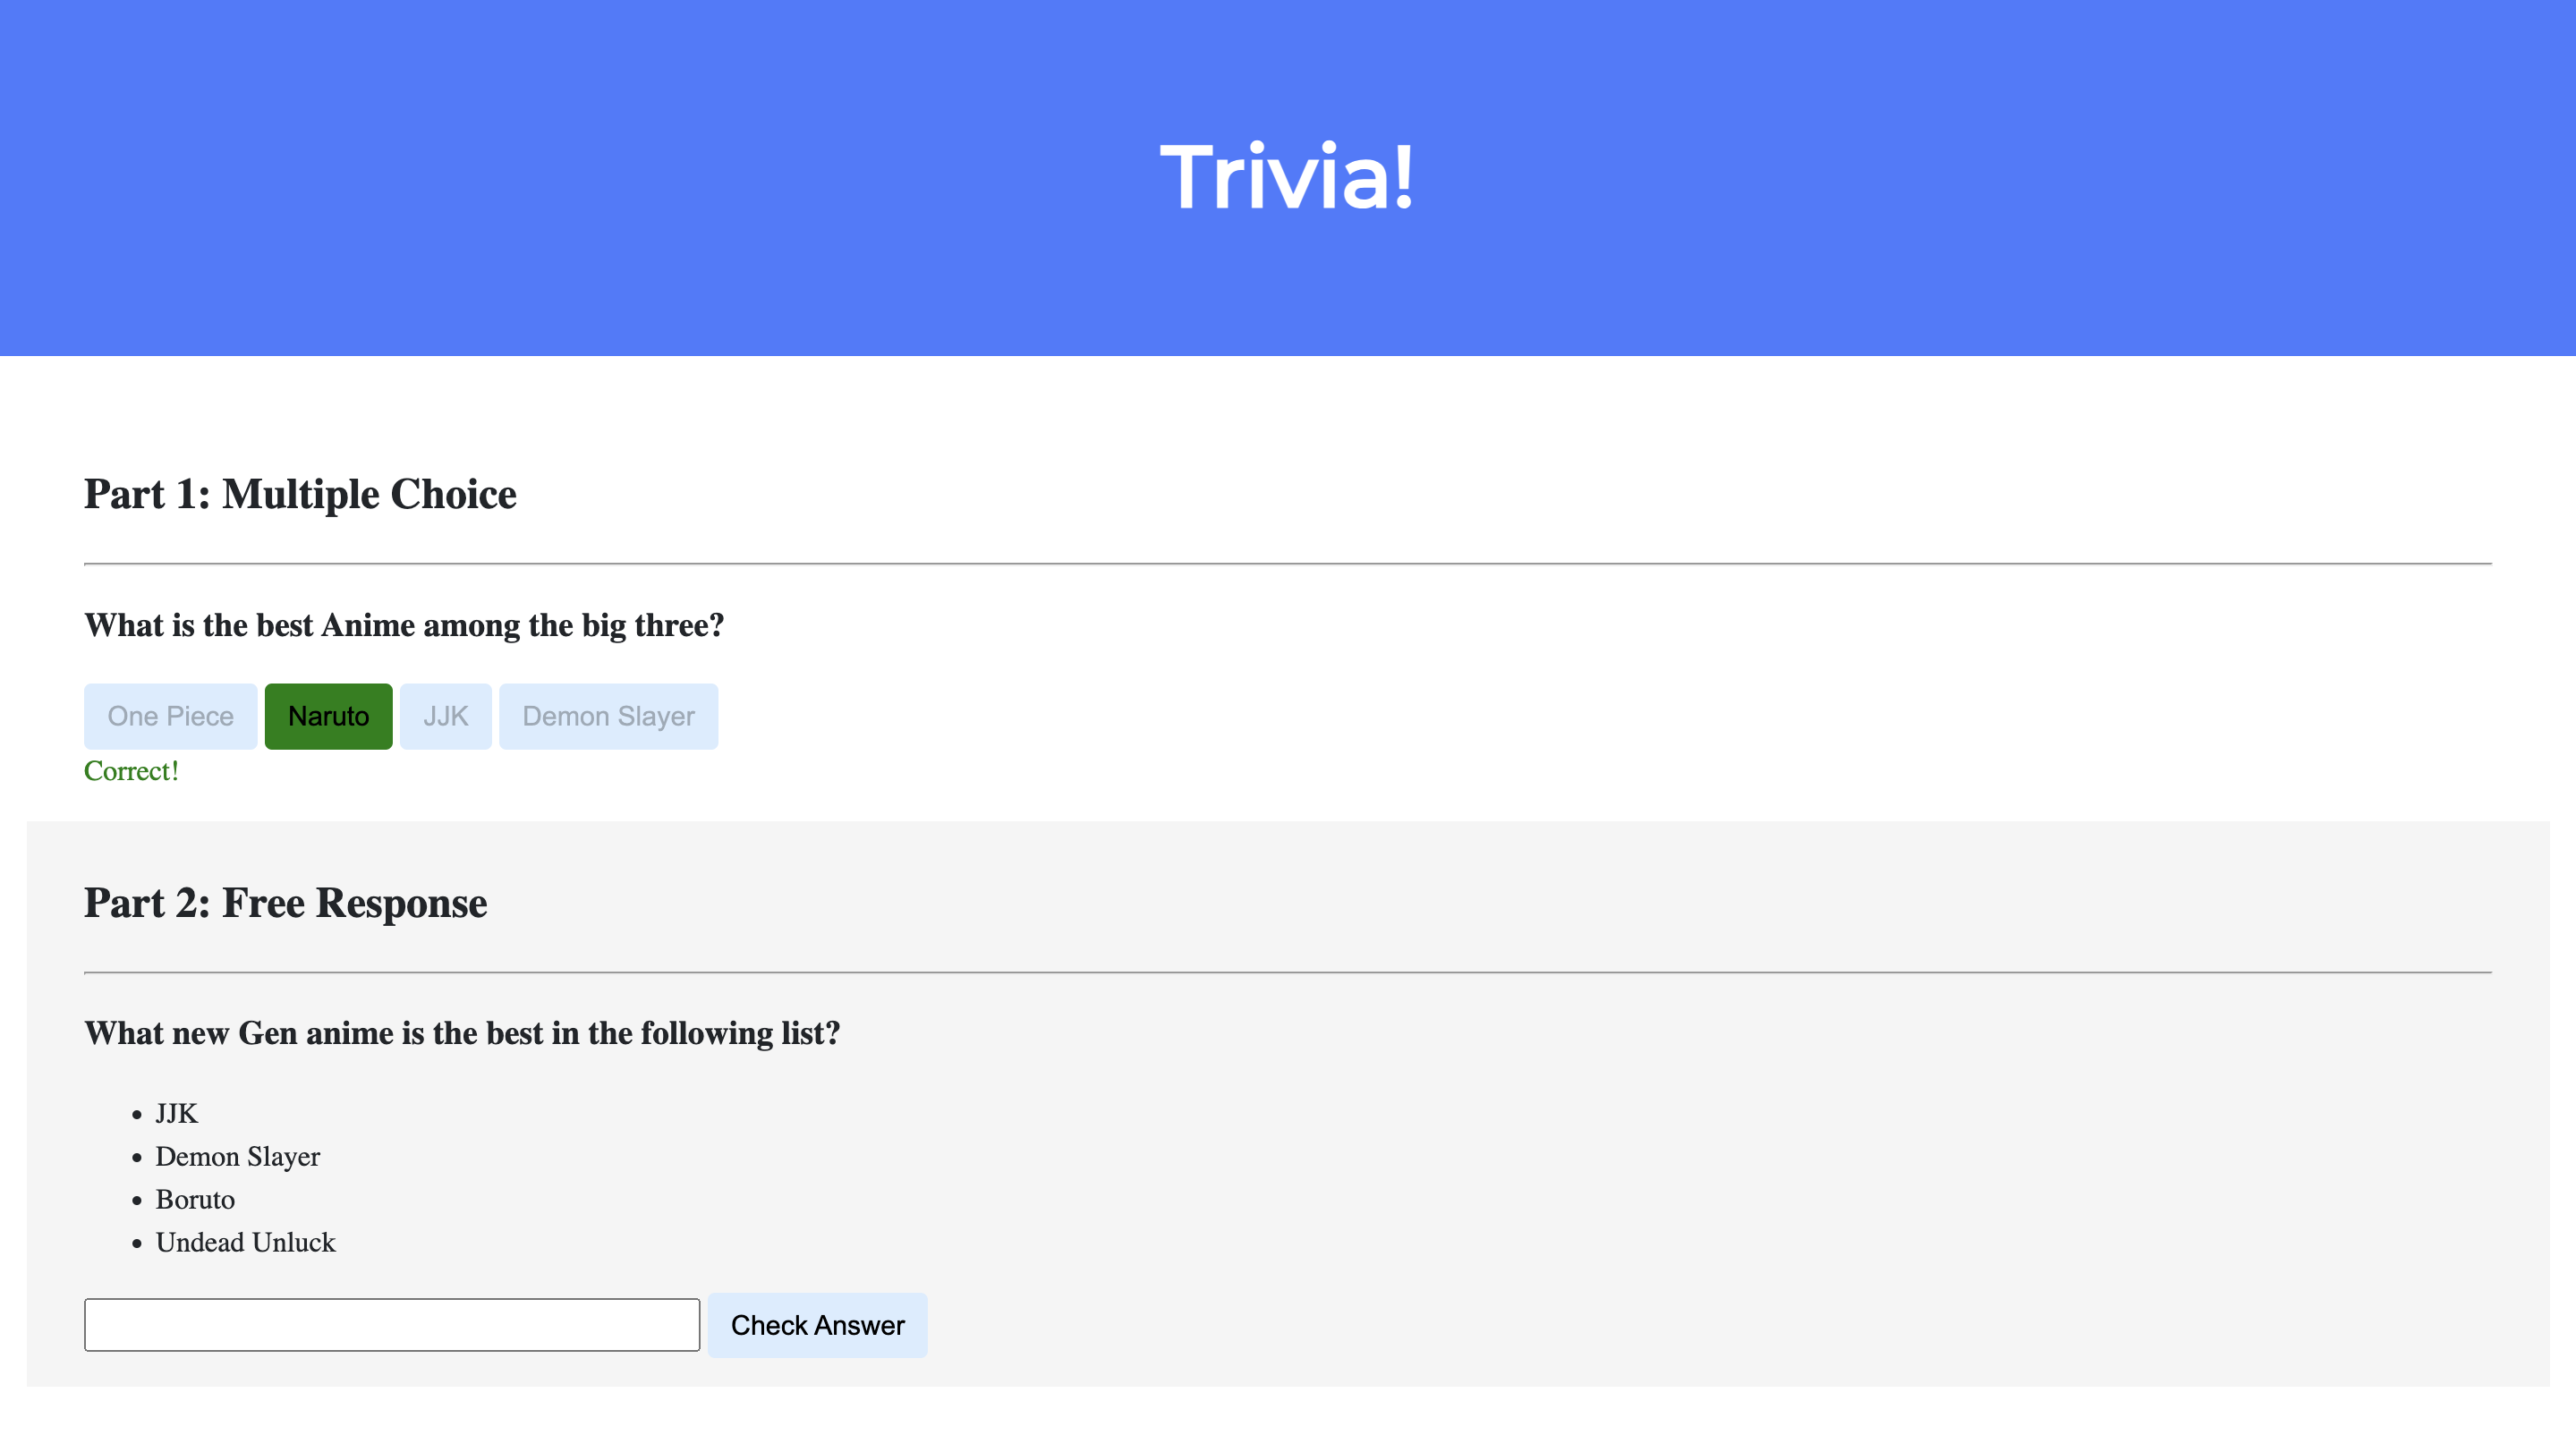 Trivia!
Part 1: Multiple Choice
What is the best Anime among the big three?
One Piece Naruto JJK Demon Slayer
Correct!
Part 2: Free Response
What new Gen anime is the best in the following list?
• JJK
• Demon Slayer
• Boruto
• Undead Unluck
Check Answer